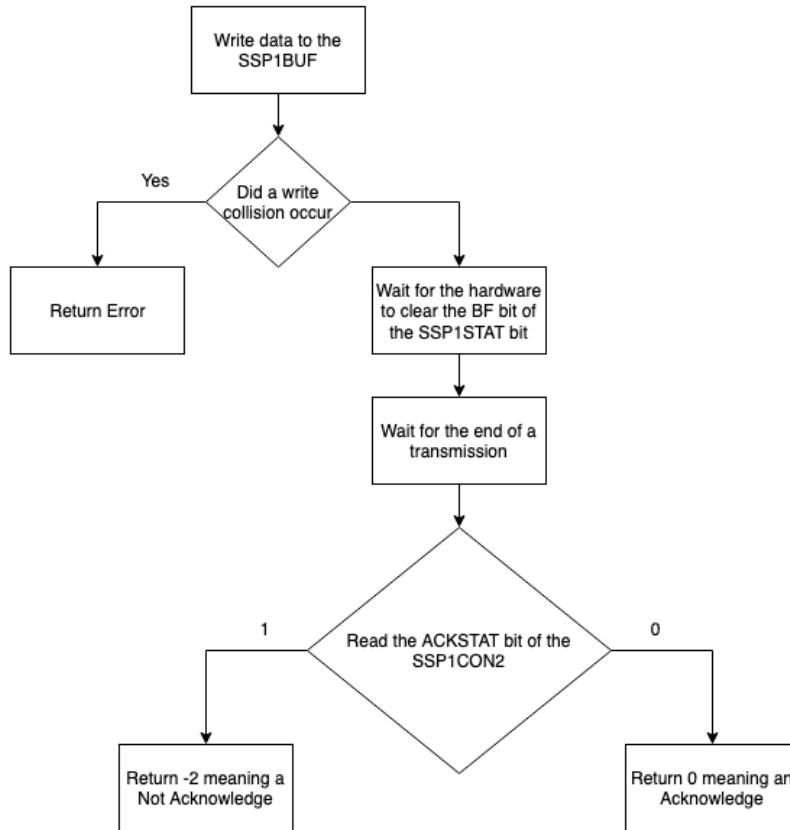 Write data to the
SSP1BUF
Yes
Did a write
collision occur
Return Error
Wait for the hardware
to clear the BF bit of
the SSP1STAT bit
Wait for the end of a
transmission
1
Read the ACKSTAT bit of the
SSP1CON2
0
Return -2 meaning a
Not Acknowledge
Return 0 meaning an
Acknowledge